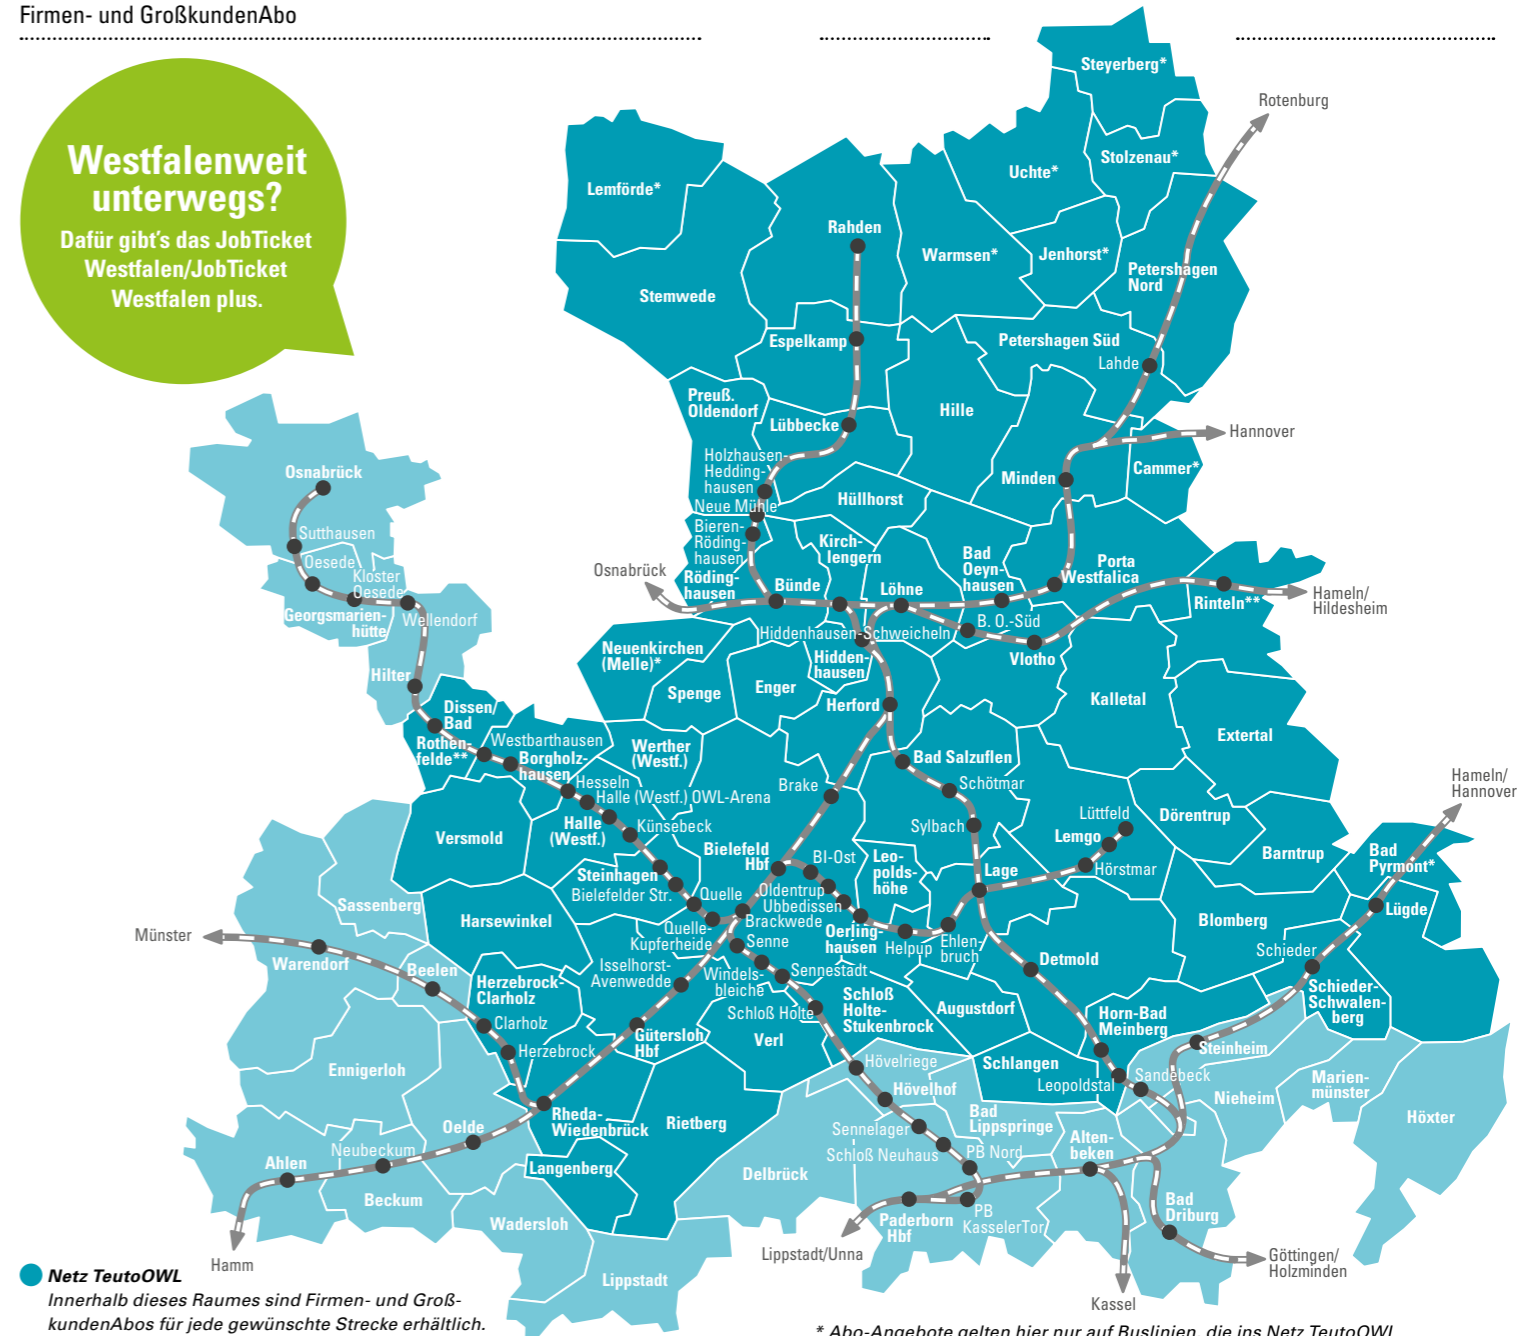 Firmen- und GroßkundenAbo
Westfalenweit
unterwegs?
Dafür gibt's das JobTicket
Westfalen/JobTicket
Westfalen plus.
Steyerberg*
Rotenburg
Stolzenau*
Uchte*
Lemförde*
Rahden
Warmsen*
Jenhorst*
Petershagen
Nord
Stemwede
Espelkamp
Petershagen Süd
Lahde
Preuß.
Oldendorf
Hille
Lübbecke
Hannover
Holzhausen-
Hedding-
hausen
Cammer*
Minden
Osnabrück
Neue Mühle
Hüllhorst
Sutthausen
Bieren-
Röding-
hausen
Kirch-
lengern
Oesede
Kloster
Oesede
Bad
Oeyn-
hausen
Porta
Westfalica
Osnabrück
Röding-
hausen
Bünde
Löhne
Rinteln**
Hameln/
Hildesheim
Georgsmarien-
hütte
Wellendorf
B. O.-Süd
Hiddenhausen-Schweicheln
Neuenkirchen
(Melle)*
Hidden-
hausen
Vlotho
Hilter
Spenge
Enger
Kalletal
Herford
Dissen/
Bad
Rothen-
felde**
Extertal
Westbarthausen
Werther
(Westf.)
Borgholz-
hausen
Bad Salzuflen
Hameln/
Hannover
Hesseln
Brake
Schötmar
Halle (Westf.) OWL-Arena
Lüttfeld
Dörentrup
Versmold
Halle
(Westf.)
Künsebeck
Sylbach
Lemgo
Bielefeld
Hbf
BI-Ost
Leo-
polds-
höhe
Barntrup
Bad
Pyrmont*
Steinhagen
Lage
Hörstmar
Bielefelder Str.
Quelle
Oldentrup
Ubbedissen
Sassenberg
Harsewinkel
Brackwede
Blomberg
Lügde
Münster
Quelle-
Kupferheide
Senne
Oerling-
hausen
Helpup
Ehlen-
bruch
Schieder
Warendorf
Beelen
Isselhorst-
Avenwedde
Windels-
bleiche
Sennestadt
Detmold
Herzebrock-
Clarholz
Schloß
Holte-
Stukenbrock
Augustdorf
Schieder-
Schwalen-
berg
Schloß Holte
Horn-Bad
Meinberg
Clarholz
Gütersloh
Hbf
Verl
Herzebrock
Steinheim
Hövelriege
Schlangen
Ennigerloh
Leopoldstal
Sandebeck
Marien-
münster
Hövelhof
Nieheim
Rheda-
Wiedenbrück
Rietberg
Bad
Lippspringe
Höxter
Oelde
Sennelager
Alten-
beken
Neubeckum
Schloß Neuhaus
PB Nord
Ahlen
Langenberg
Delbrück
Beckum
Bad
Driburg
Wadersloh
Paderborn
Hbf
PB
KasselerTor
Lippstadt/Unna
Göttingen/
Holzminden
Hamm
Lippstadt
Kassel
Netz TeutoOWL
Innerhalb dieses Raumes sind Firmen- und Groß-
kundenAbos für jede gewünschte Strecke erhältlich.
* Abo-Angebote gelten hier nur auf Buslinien, die ins Netz TeutoOWL